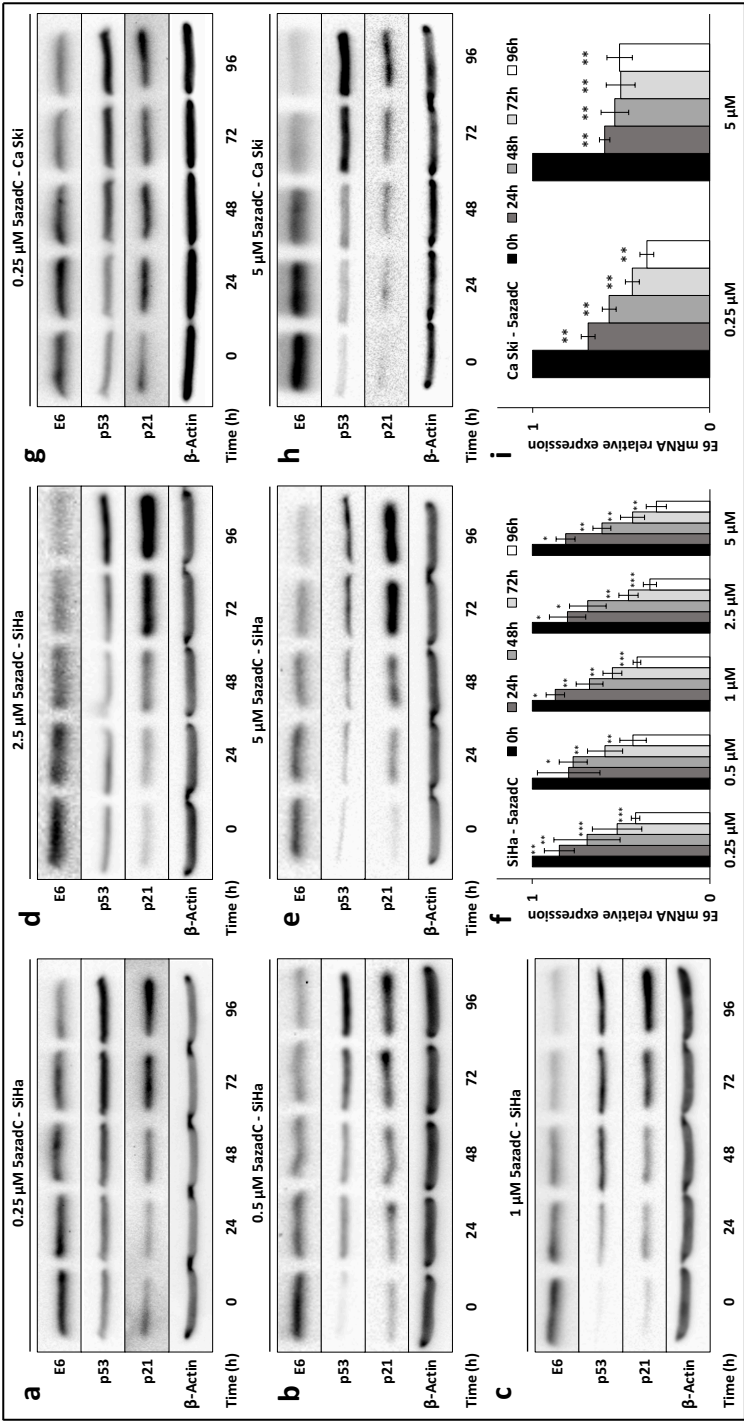 a
0.25 µM 5azadC - SiHa
E6
p53
p21
β-Actin
Time (h) 0 24 48 72 96
b
0.5 µM 5azadC - SiHa
E6
p53
p21
β-Actin
Time (h) 0 24 48 72 96
c
1 µM 5azadC - SiHa
E6
p53
p21
β-Actin
Time (h) 0 24 48 72 96
d
2.5 µM 5azadC - SiHa
E6
p53
p21
β-Actin
Time (h) 0 24 48 72 96
e
5 µM 5azadC - SiHa
E6
p53
p21
β-Actin
Time (h) 0 24 48 72 96
f
SiHa - 5azadC 0h 24h 48h 72h 96h
E6 mRNA relative expression
1
0
** ** *** ***
* ** **
* ** ** ***
* * ** ***
* ** **
0.25 µM 0.5 µM 1 µM 2.5 µM 5 µM
g
0.25 µM 5azadC - Ca Ski
E6
p53
p21
β-Actin
Time (h) 0 24 48 72 96
h
5 µM 5azadC - Ca Ski
E6
p53
p21
β-Actin
Time (h) 0 24 48 72 96
i
Ca Ski - 5azadC 0h 24h 48h 72h 96h
E6 mRNA relative expression
1
0
** ** ** **
** ** ** **
0.25 µM 5 µM